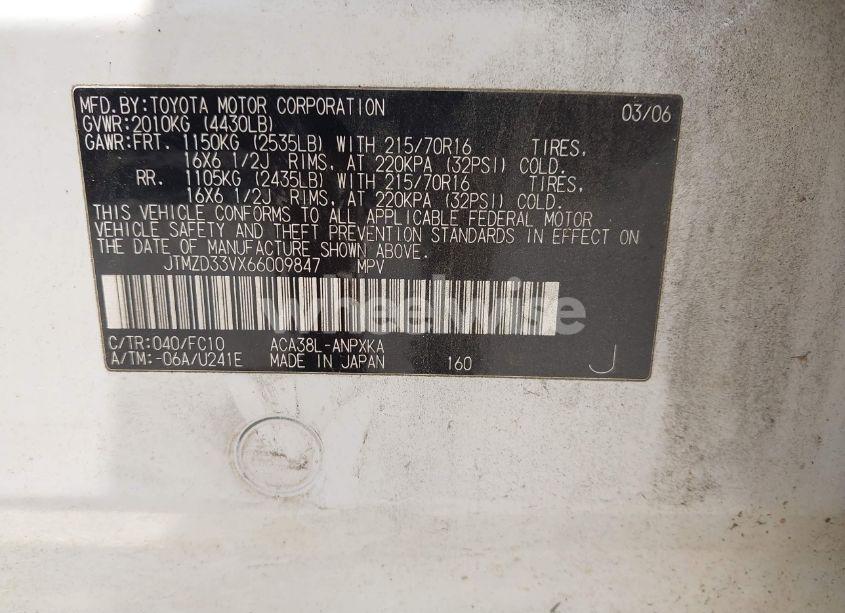 MFD.BY:TOYOTA MOTOR CORPORATION 03/06
GVWR:2010KG (4430LB)
GAWR:FRT. 1150KG (2535LB) WITH 215/70R16 TIRES,
16X6 1/2J RIMS, AT 220KPA (32PSI) COLD.
RR. 1105KG (2435LB) WITH 215/70R16 TIRES,
16X6 1/2J RIMS, AT 220KPA (32PSI) COLD.
THIS VEHICLE CONFORMS TO ALL APPLICABLE FEDERAL MOTOR
VEHICLE SAFETY AND THEFT PREVENTION STANDARDS IN EFFECT ON
THE DATE OF MANUFACTURE SHOWN ABOVE.
JTMZD33VX66009847 MPV
wheelwise
C/TR:040/FC10 ACA38L-ANPXKA
A/TM:-06A/U241E MADE IN JAPAN 160 J